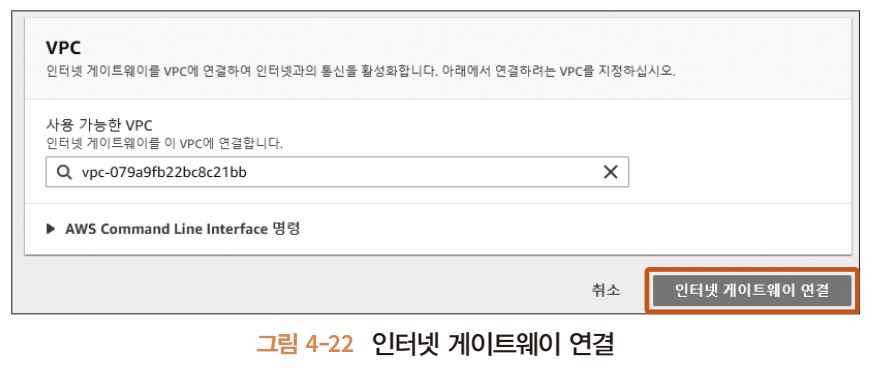 VPC
인터넷 게이트웨이를 VPC에 연결하여 인터넷과의 통신을 활성화합니다. 아래에서 연결하려는 VPC를 지정하십시오.
사용 가능한 VPC
인터넷 게이트웨이를 이 VPC에 연결합니다.
vpc-079a9fb22bc8c21bb
AWS Command Line Interface 명령
취소 인터넷 게이트웨이 연결
그림 4-22 인터넷 게이트웨이 연결